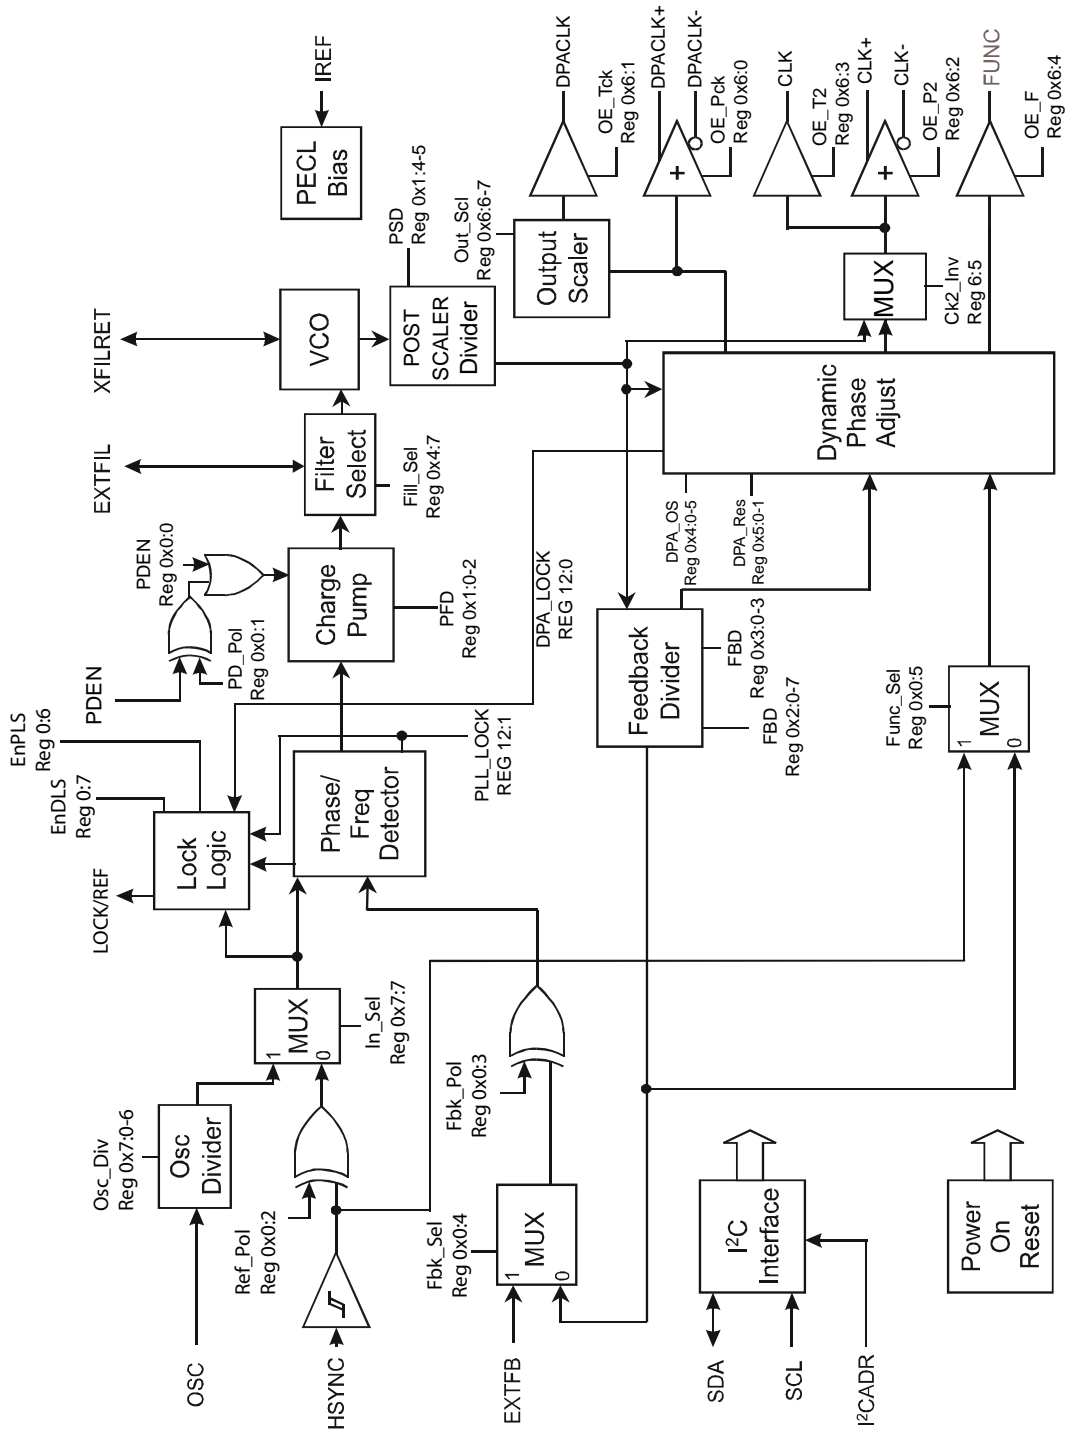 OSC
Osc_Div
Reg 0x7:0-6
Osc
Divider
HSYNC
Ref_Pol
Reg 0x0:2
1
MUX
0
In_Sel
Reg 0x7:7
LOCK/REF
EnDLS
Reg 0:7
EnPLS
Reg 0:6
Lock
Logic
Phase/
Freq
Detector
PLL_LOCK
REG 12:1
PDEN
PD_Pol
Reg 0x0:1
PDEN
Reg 0x0:0
Charge
Pump
PFD
Reg 0x1:0-2
DPA_LOCK
REG 12:0
EXTFIL
Filter
Select
Fill_Sel
Reg 0x4:7
XFILRET
VCO
POST
SCALER
Divider
PSD
Reg 0x1:4-5
PECL
Bias
IREF
EXTFB
Fbk_Sel
Reg 0x0:4
1
MUX
0
Fbk_Pol
Reg 0x0:3
Feedback
Divider
FBD
Reg 0x2:0-7
FBD
Reg 0x3:0-3
DPA_OS
Reg 0x4:0-5
DPA_Res
Reg 0x5:0-1
Dynamic
Phase
Adjust
Out_Scl
Reg 0x6:6-7
Output
Scaler
DPACLK
OE_Tck
Reg 0x6:1
DPACLK+
+
DPACLK-
OE_Pck
Reg 0x6:0
MUX
Ck2_Inv
Reg 6:5
CLK
OE_T2
Reg 0x6:3
CLK+
+
CLK-
OE_P2
Reg 0x6:2
FUNC
OE_F
Reg 0x6:4
Func_Sel
Reg 0x0:5
1
MUX
0
SDA
SCL
I²CADR
I²C
Interface
Power
On
Reset